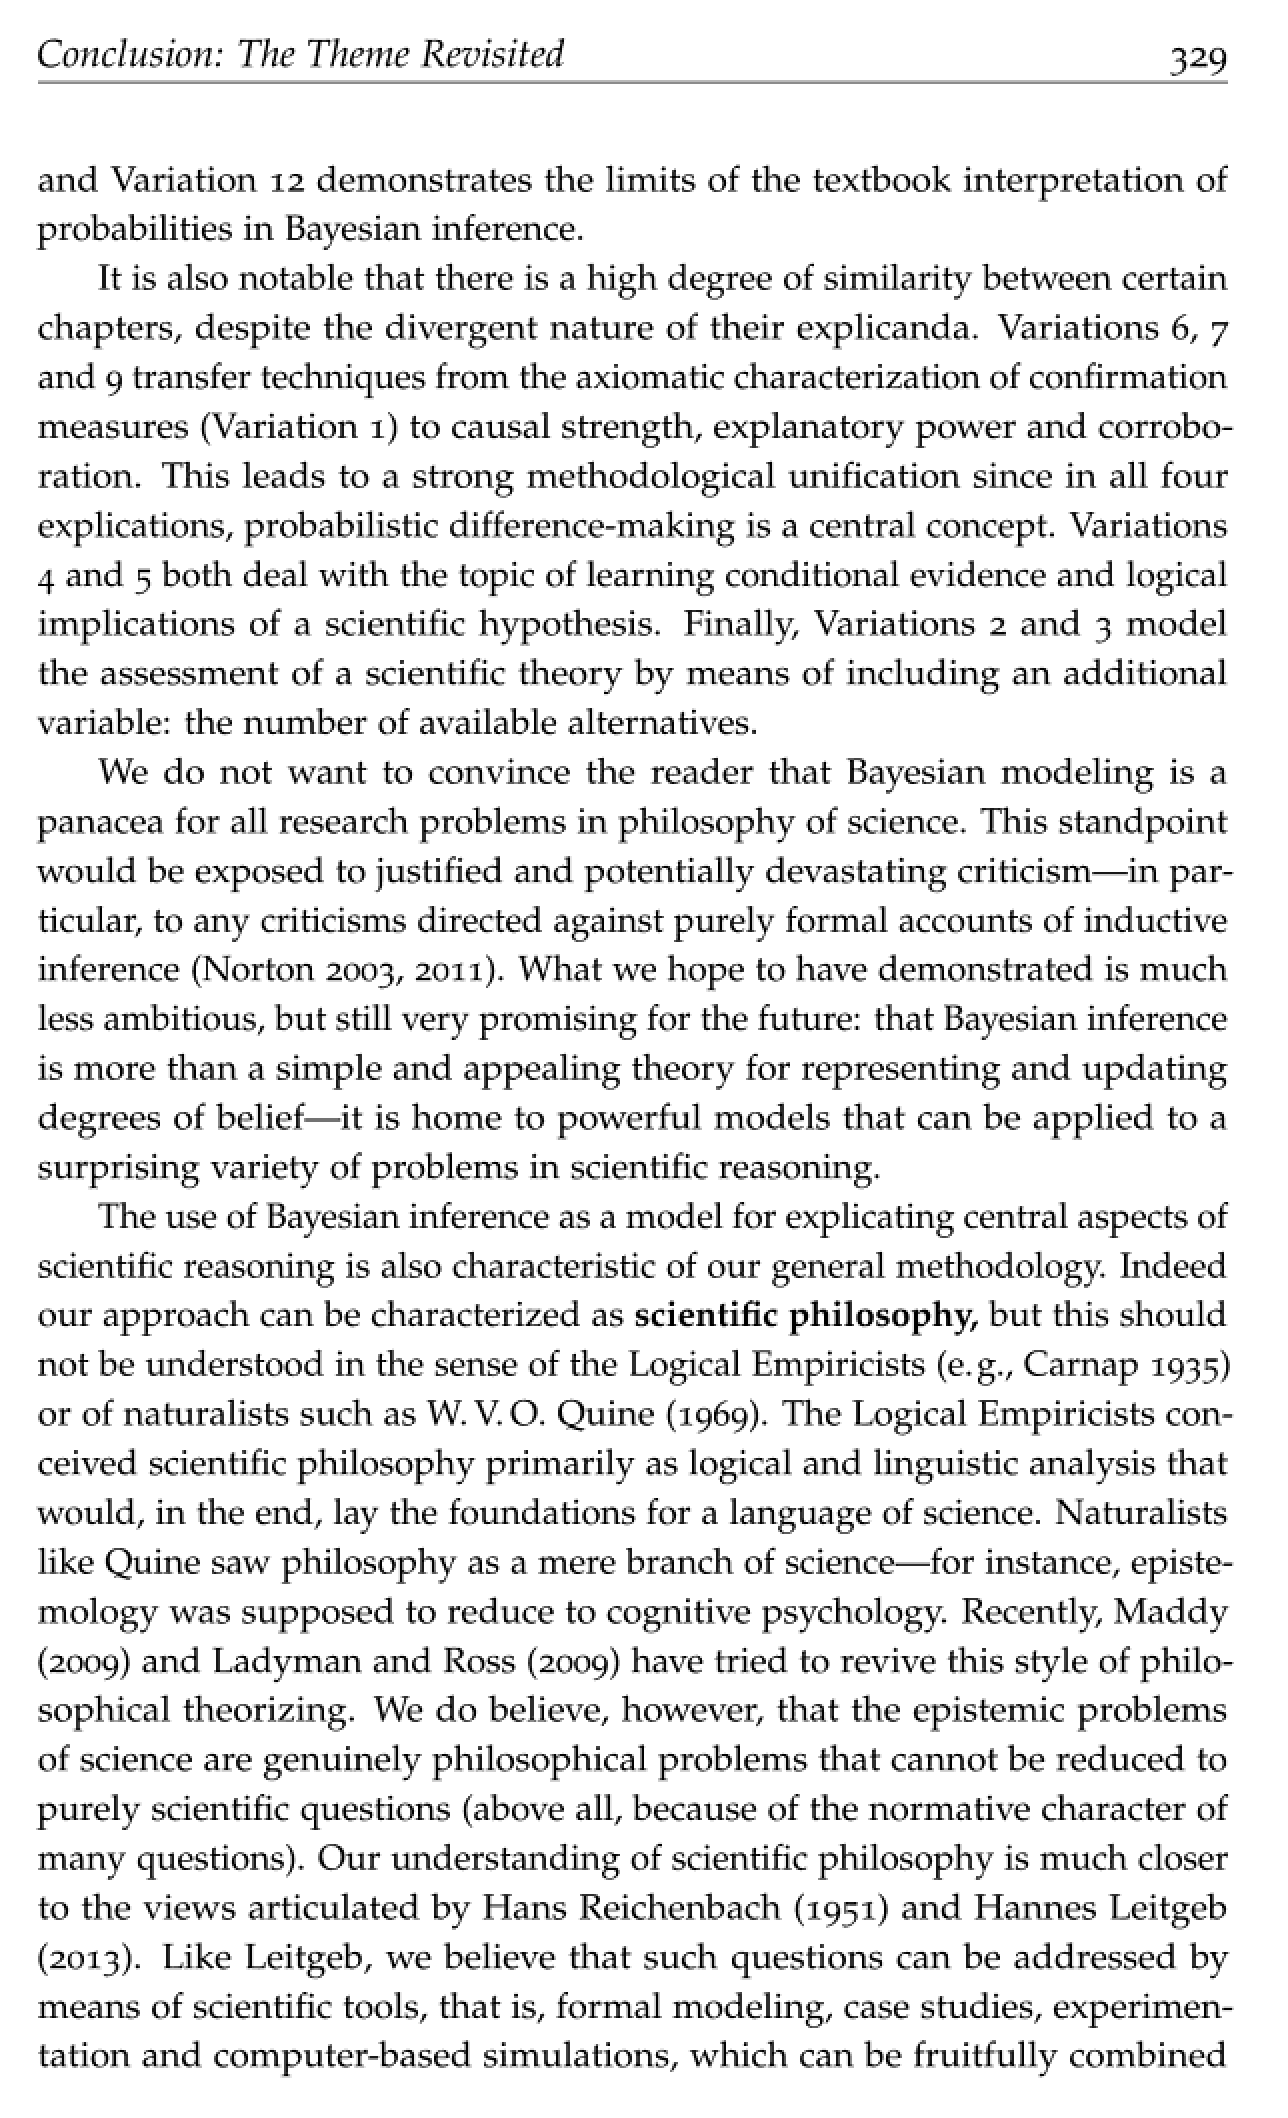 Conclusion: The Theme Revisited 329
and Variation 12 demonstrates the limits of the textbook interpretation of
probabilities in Bayesian inference.
It is also notable that there is a high degree of similarity between certain
chapters, despite the divergent nature of their explicanda. Variations 6, 7
and 9 transfer techniques from the axiomatic characterization of confirmation
measures (Variation 1) to causal strength, explanatory power and corrobo-
ration. This leads to a strong methodological unification since in all four
explications, probabilistic difference-making is a central concept. Variations
4 and 5 both deal with the topic of learning conditional evidence and logical
implications of a scientific hypothesis. Finally, Variations 2 and 3 model
the assessment of a scientific theory by means of including an additional
variable: the number of available alternatives.
We do not want to convince the reader that Bayesian modeling is a
panacea for all research problems in philosophy of science. This standpoint
would be exposed to justified and potentially devastating criticism—in par-
ticular, to any criticisms directed against purely formal accounts of inductive
inference (Norton 2003, 2011). What we hope to have demonstrated is much
less ambitious, but still very promising for the future: that Bayesian inference
is more than a simple and appealing theory for representing and updating
degrees of belief—it is home to powerful models that can be applied to a
surprising variety of problems in scientific reasoning.
The use of Bayesian inference as a model for explicating central aspects of
scientific reasoning is also characteristic of our general methodology. Indeed
our approach can be characterized as scientific philosophy, but this should
not be understood in the sense of the Logical Empiricists (e.g., Carnap 1935)
or of naturalists such as W. V. O. Quine (1969). The Logical Empiricists con-
ceived scientific philosophy primarily as logical and linguistic analysis that
would, in the end, lay the foundations for a language of science. Naturalists
like Quine saw philosophy as a mere branch of science—for instance, episte-
mology was supposed to reduce to cognitive psychology. Recently, Maddy
(2009) and Ladyman and Ross (2009) have tried to revive this style of philo-
sophical theorizing. We do believe, however, that the epistemic problems
of science are genuinely philosophical problems that cannot be reduced to
purely scientific questions (above all, because of the normative character of
many questions). Our understanding of scientific philosophy is much closer
to the views articulated by Hans Reichenbach (1951) and Hannes Leitgeb
(2013). Like Leitgeb, we believe that such questions can be addressed by
means of scientific tools, that is, formal modeling, case studies, experimen-
tation and computer-based simulations, which can be fruitfully combined